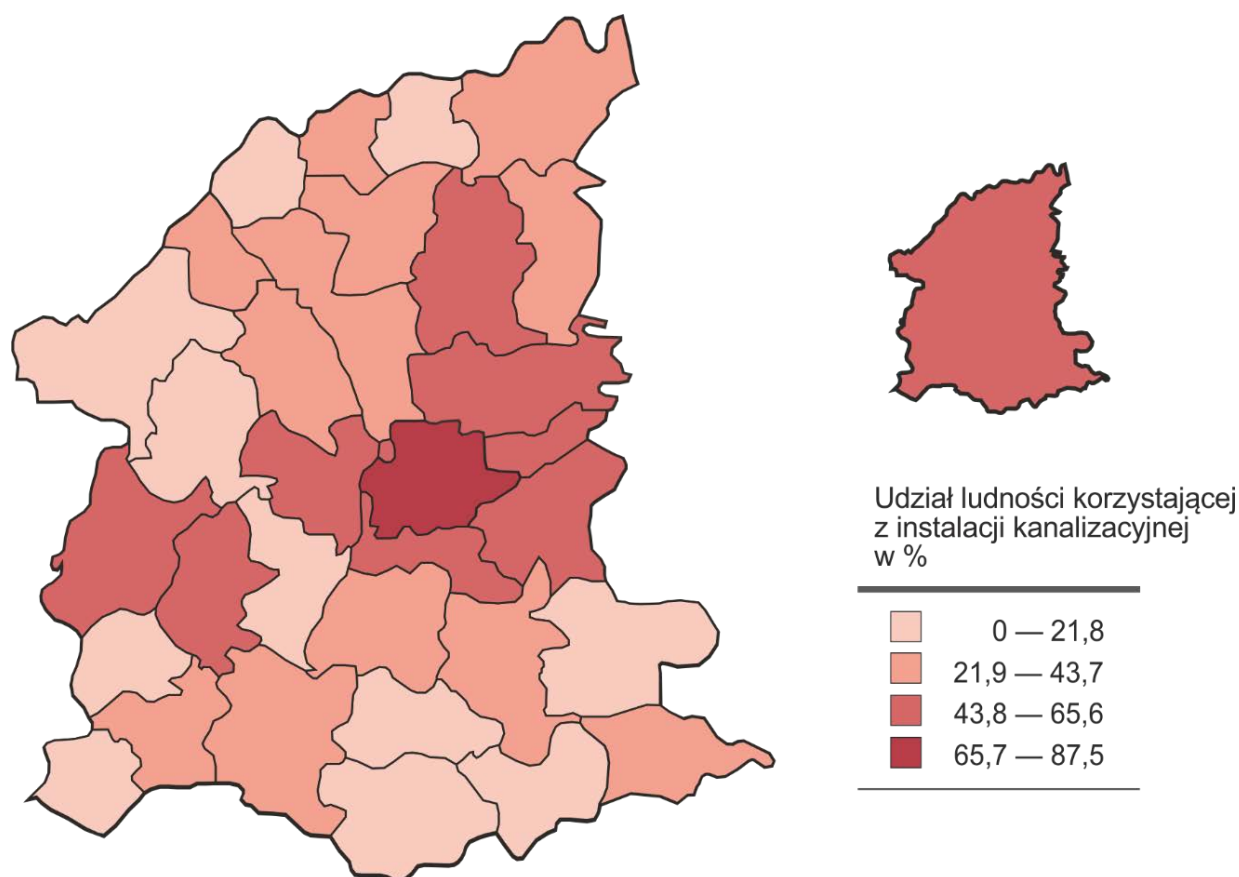 Udział ludności korzystającej
z instalacji kanalizacyjnej
w %
0 — 21,8
21,9 — 43,7
43,8 — 65,6
65,7 — 87,5